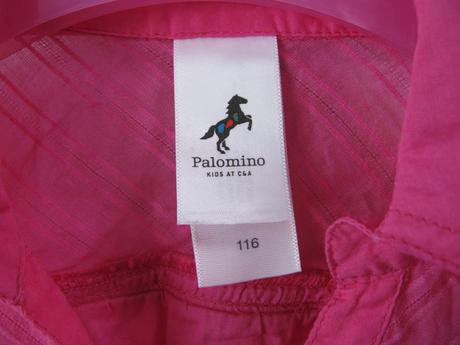 Palomino
KIDS AT C&A
116